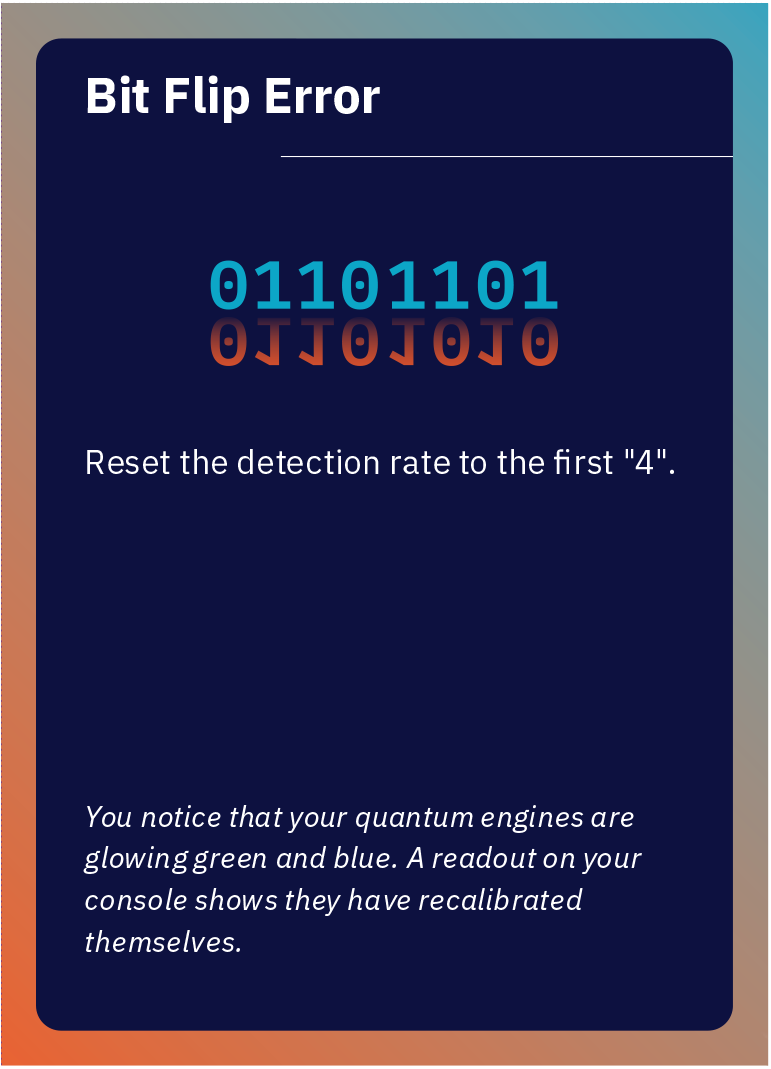 Bit Flip Error
01101101
01101010
Reset the detection rate to the first "4".
You notice that your quantum engines are
glowing green and blue. A readout on your
console shows they have recalibrated
themselves.